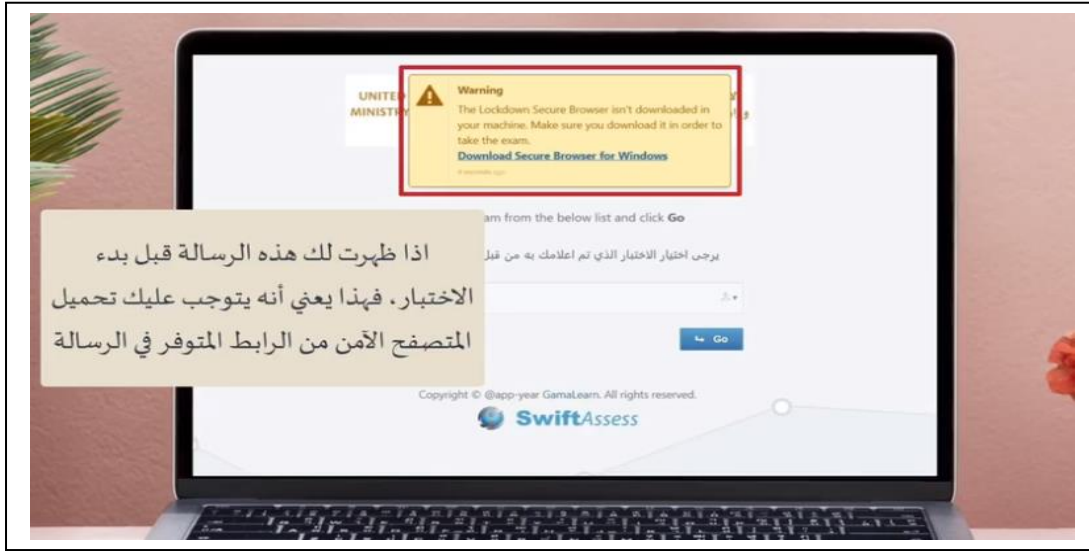 UNITED
MINISTRY
Warning
The Lockdown Secure Browser isn't downloaded in
your machine. Make sure you download it in order to
take the exam.
Download Secure Browser for Windows
am from the below list and click Go
يرجى اختيار الاختبار الذي تم اعلامك به من قبل
اذا ظهرت لك هذه الرسالة قبل بدء
الاختبار، فهذا يعني أنه يتوجب عليك تحميل
المتصفح الآمن من الرابط المتوفر في الرسالة
Go
Copyright © @app-year GamaLearn. All rights reserved.
SwiftAssess